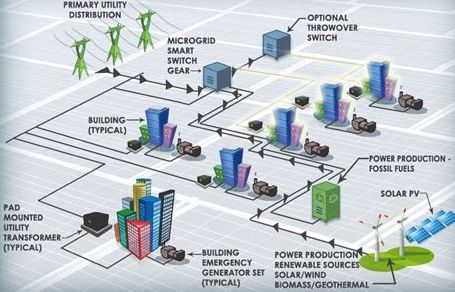 PRIMARY UTILITY
DISTRIBUTION
OPTIONAL
THROWOVER
SWITCH
MICROGRID
SMART
SWITCH
GEAR
BUILDING
(TYPICAL)
POWER PRODUCTION -
FOSSIL FUELS
SOLAR PV
PAD
MOUNTED
UTILITY
TRANSFORMER
(TYPICAL)
BUILDING
EMERGENCY
GENERATOR SET
(TYPICAL)
POWER PRODUCTION
RENEWABLE SOURCES
SOLAR/WIND
BIOMASS/GEOTHERMAL